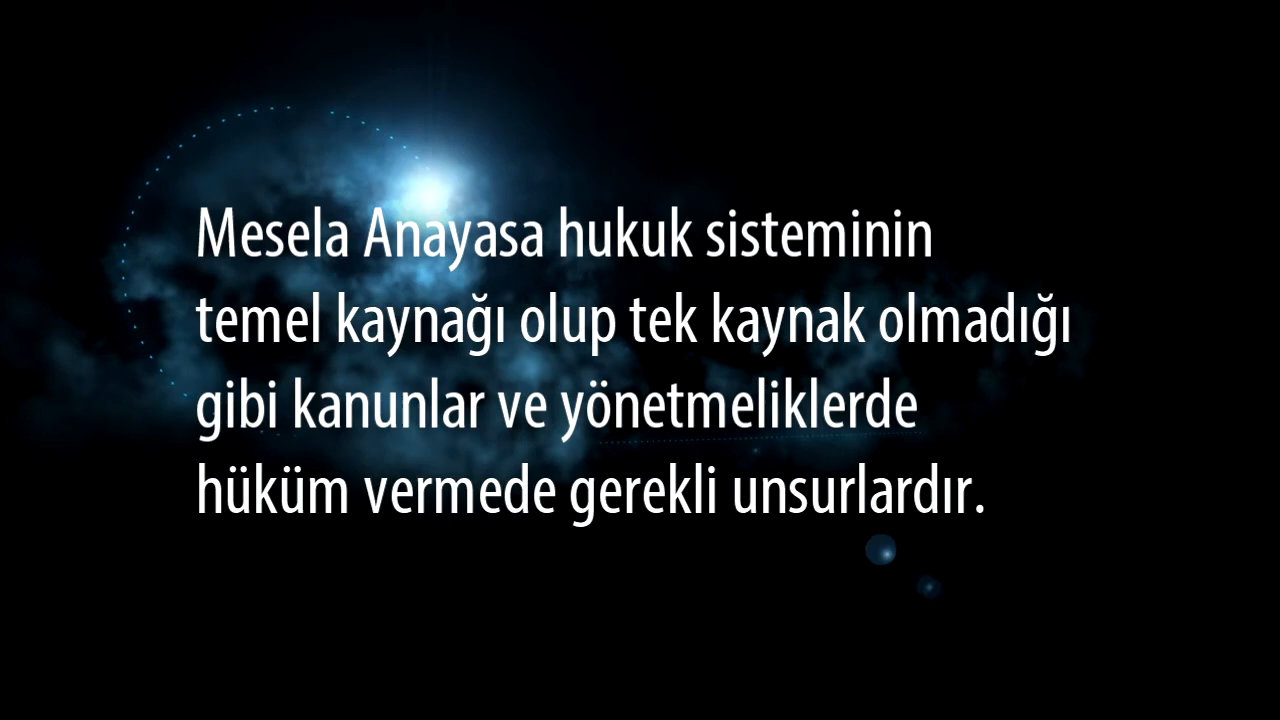 Mesela Anayasa hukuk sisteminin
temel kaynağı olup tek kaynak olmadığı
gibi kanunlar ve yönetmeliklerde
hüküm vermede gerekli unsurlardır.